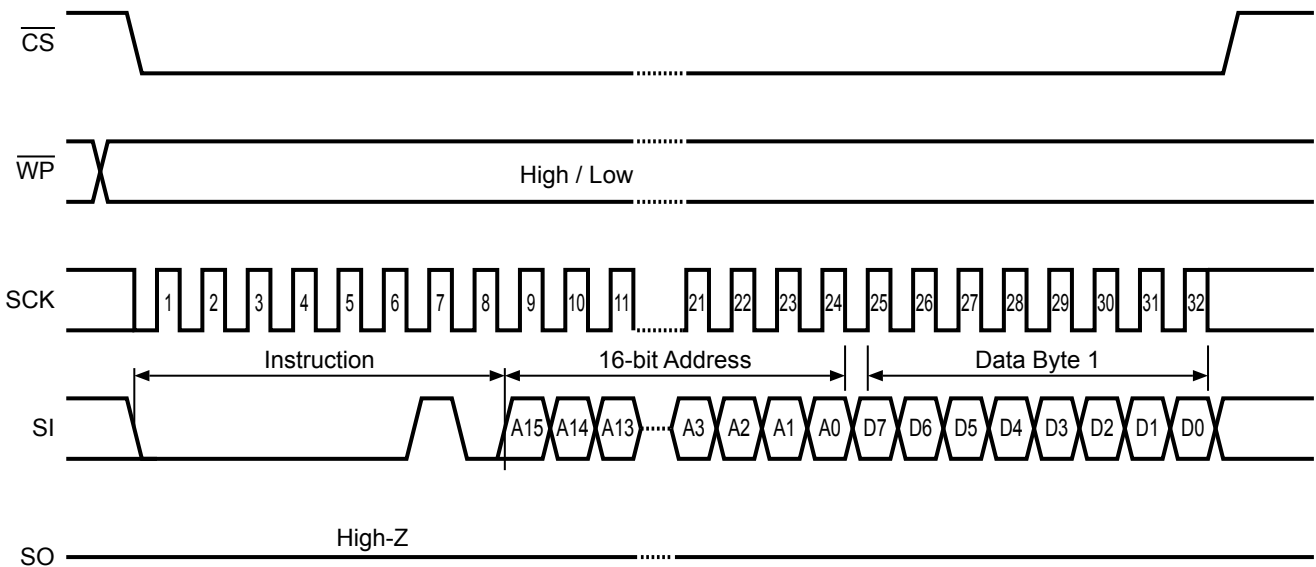 C̅S̅
W̅P̅
High / Low
SCK
1 2 3 4 5 6 7 8 9 10 11 21 22 23 24 25 26 27 28 29 30 31 32
Instruction 16-bit Address Data Byte 1
SI
A15 A14 A13 A3 A2 A1 A0 D7 D6 D5 D4 D3 D2 D1 D0
High-Z
SO